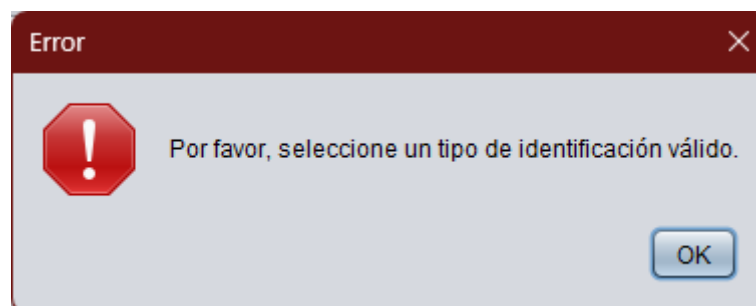 Error
Por favor, seleccione un tipo de identificación válido.
OK